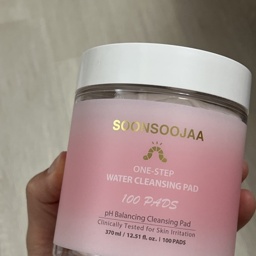 SOONSOOJAA
ONE-STEP
WATER CLEANSING PAD
100 PADS
pH Balancing Cleansing Pad
Clinically Tested for Skin Irritation
370 ml / 12.51 fl. oz. / 100 PADS